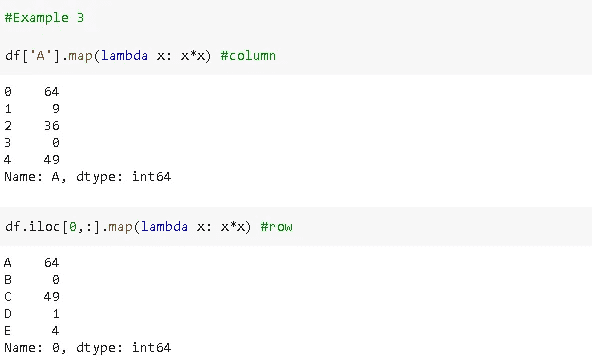 #Example 3
df['A'].map(lambda x: x*x) #column
0    64
1     9
2    36
3     0
4    49
Name: A, dtype: int64
df.iloc[0,:].map(lambda x: x*x) #row
A    64
B     0
C    49
D     1
E     4
Name: 0, dtype: int64